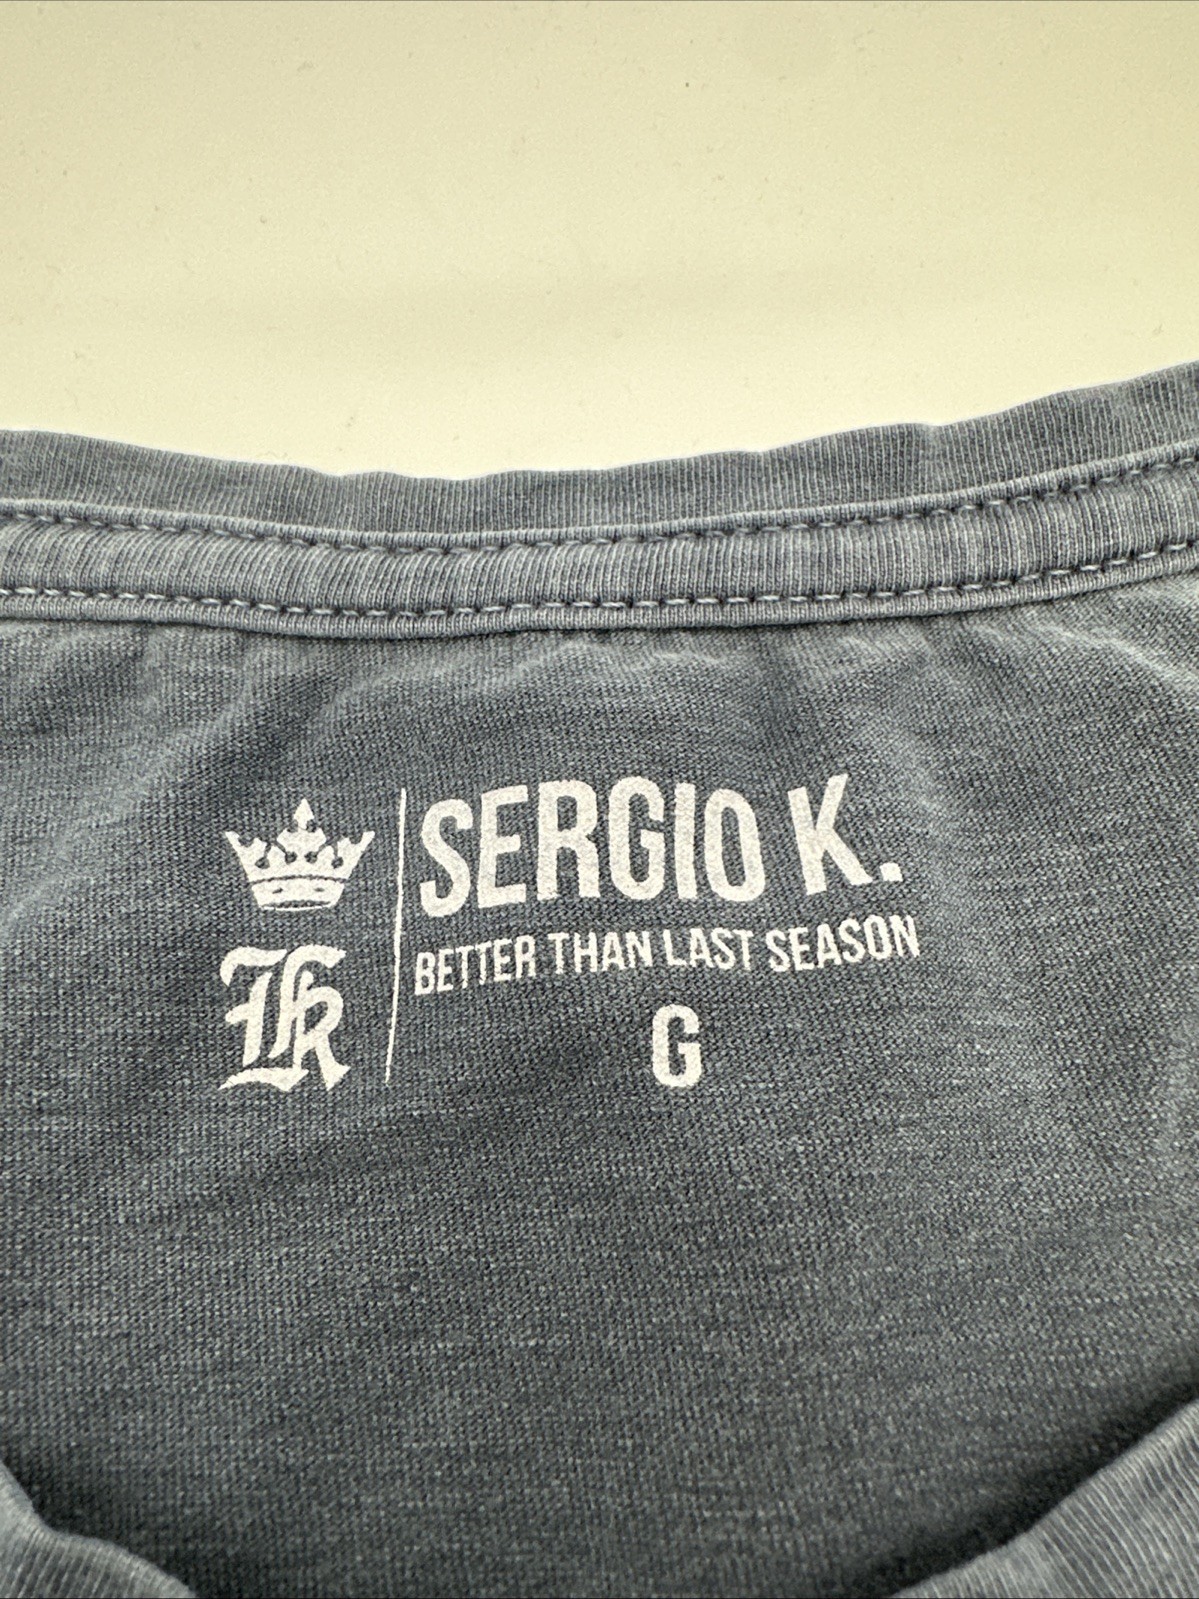 SERGIO K.
BETTER THAN LAST SEASON
G